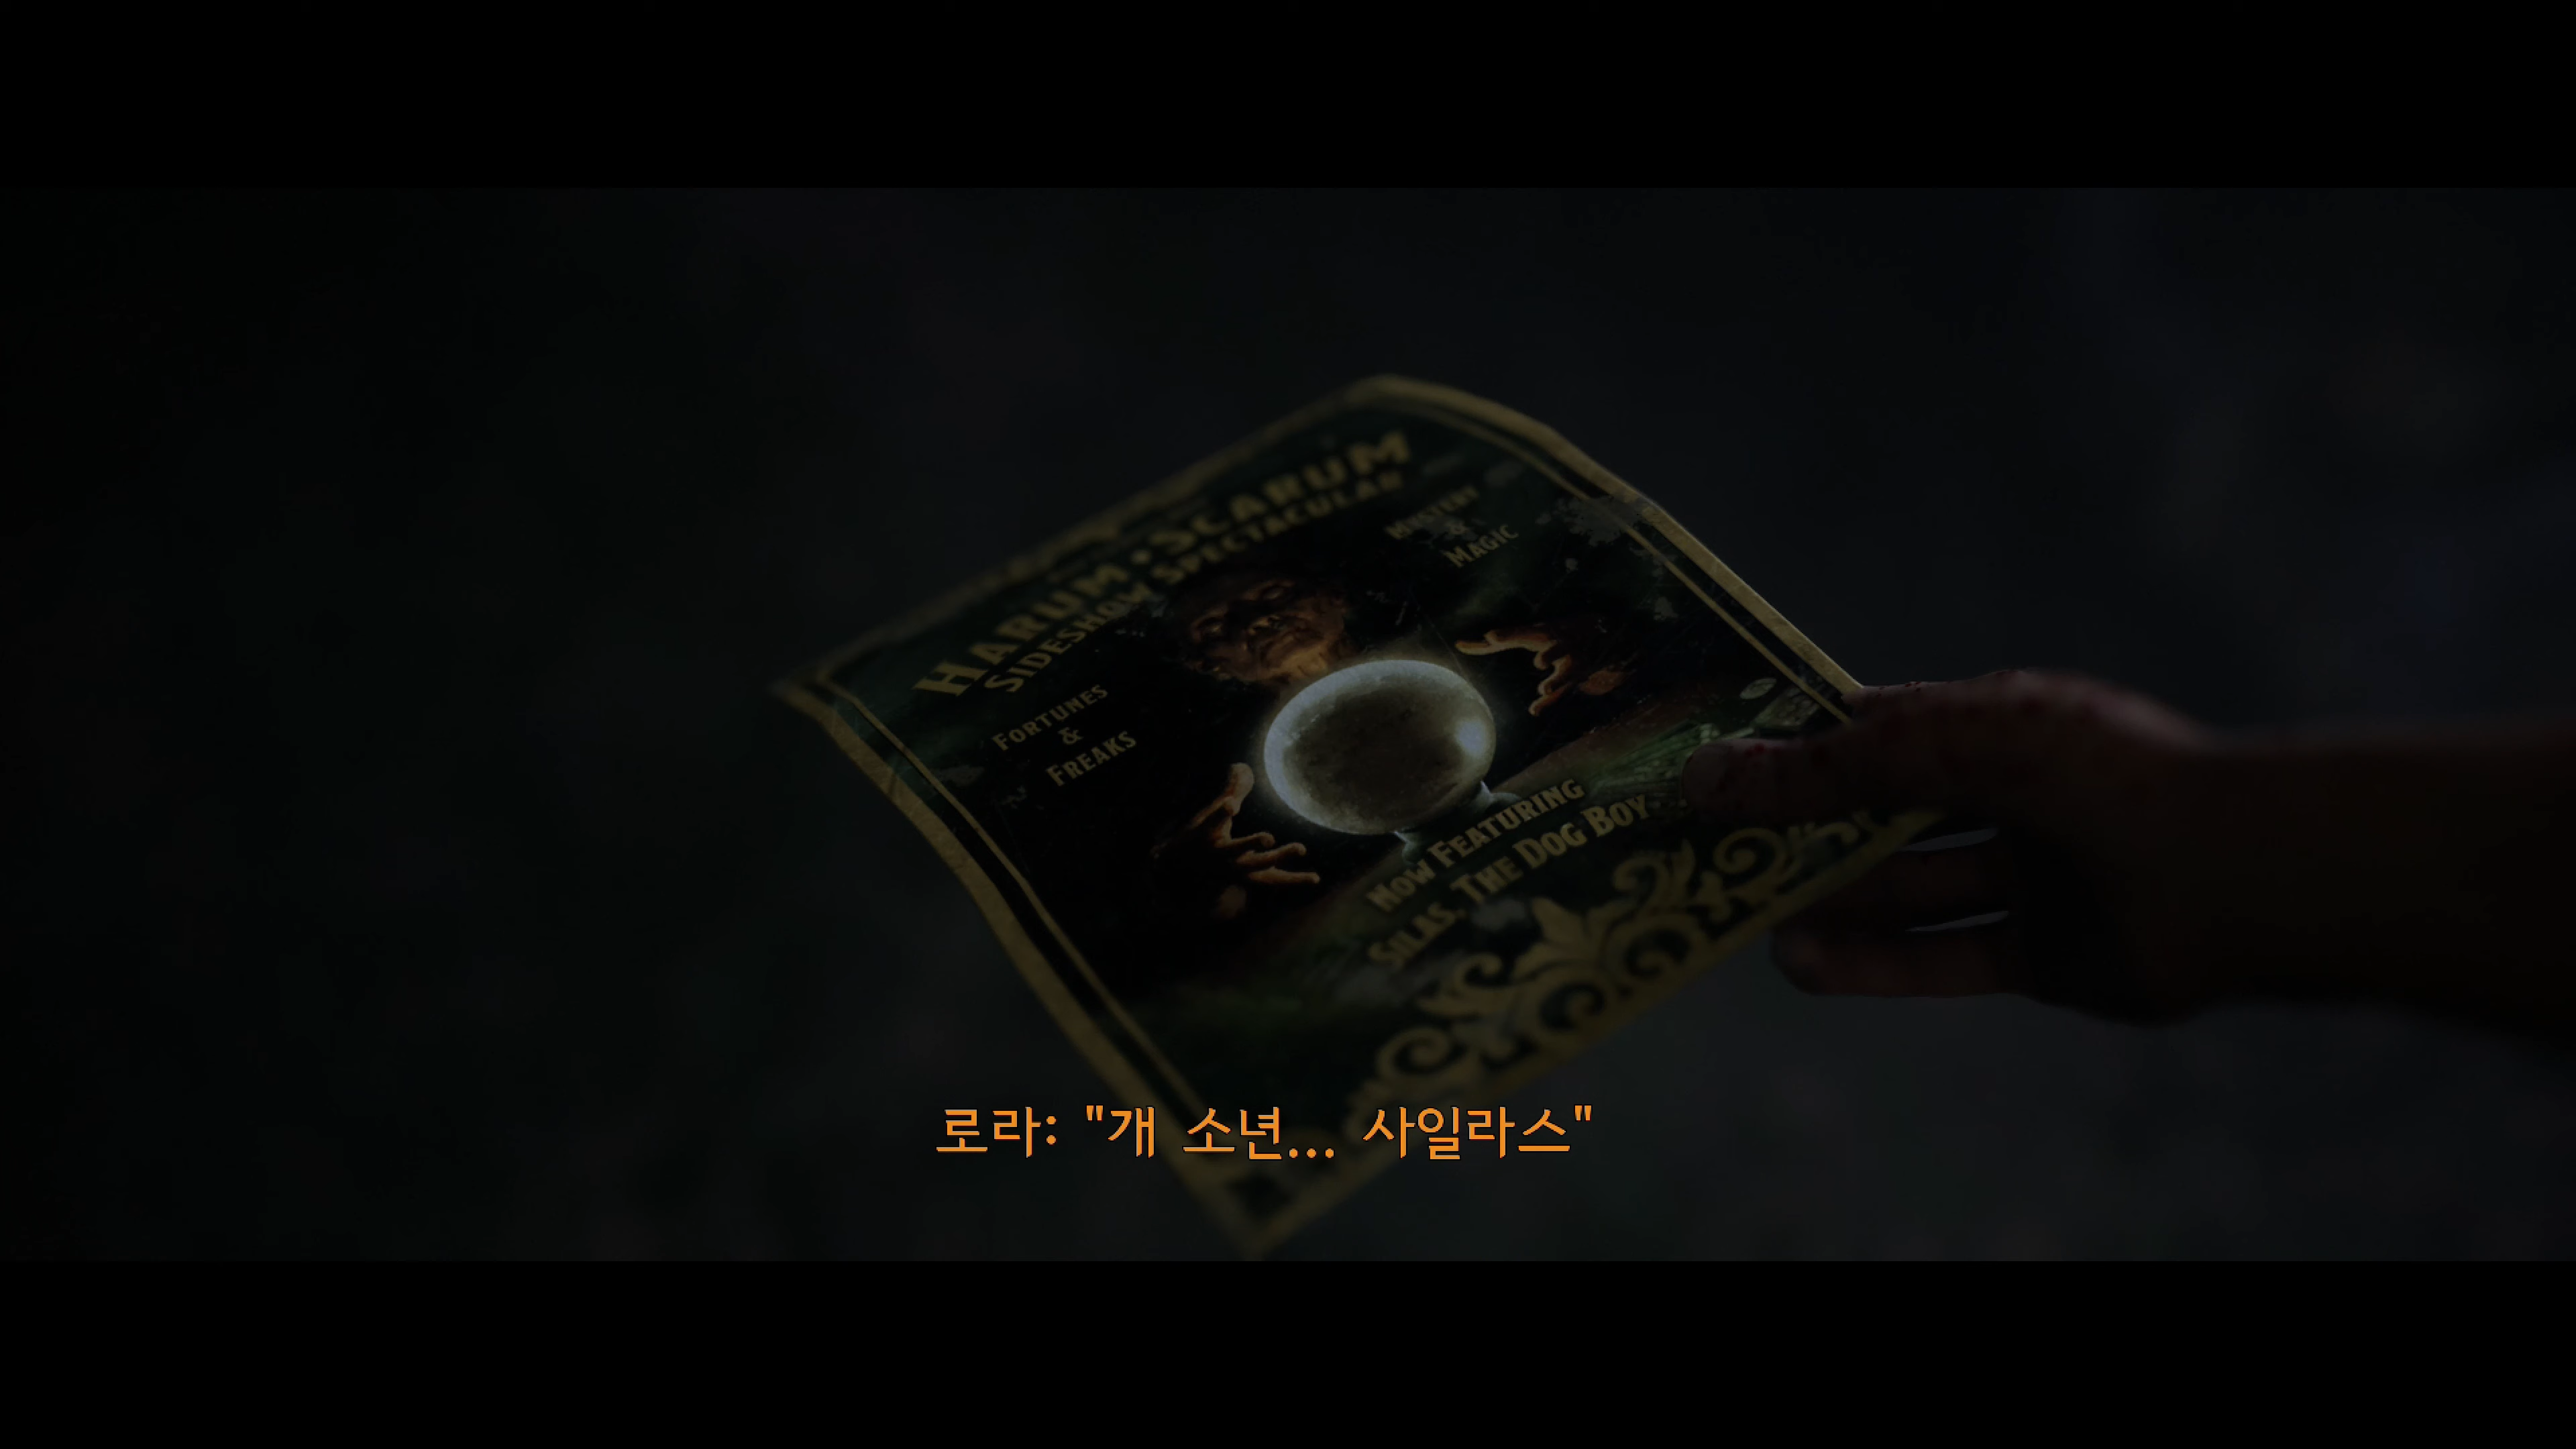 HARUM • SCARUM
SIDESHOW SPECTACULAR
MYSTERY
&
MAGIC
FORTUNES
&
FREAKS
NOW FEATURING
SILAS, THE DOG BOY
로라: "개 소년... 사일라스"